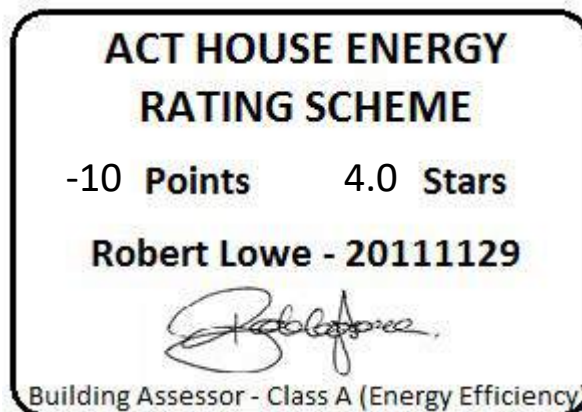 ACT HOUSE ENERGY
RATING SCHEME
-10 Points 4.0 Stars
Robert Lowe - 20111129
Building Assessor - Class A (Energy Efficiency)